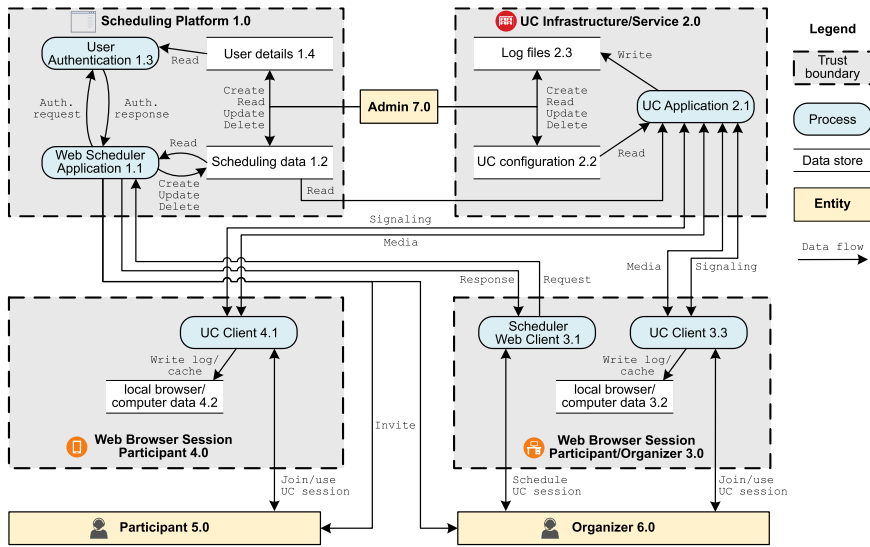 Scheduling Platform 1.0
User
Authentication 1.3
Read
User details 1.4
Auth.
request
Auth.
response
Create
Read
Update
Delete
Web Scheduler
Application 1.1
Read
Create
Update
Delete
Scheduling data 1.2
Read
Admin 7.0
UC Infrastructure/Service 2.0
Log files 2.3
Write
Create
Read
Update
Delete
UC Application 2.1
UC configuration 2.2
Read
Legend
Trust
boundary
Process
Data store
Entity
Data flow
Signaling
Media
Response
Request
Media
Signaling
UC Client 4.1
Write log/
cache
local browser/
computer data 4.2
Web Browser Session
Participant 4.0
Invite
Scheduler
Web Client 3.1
UC Client 3.3
Write log/
cache
local browser/
computer data 3.2
Web Browser Session
Participant/Organizer 3.0
Join/use
UC session
Schedule
UC session
Join/use
UC session
Participant 5.0
Organizer 6.0